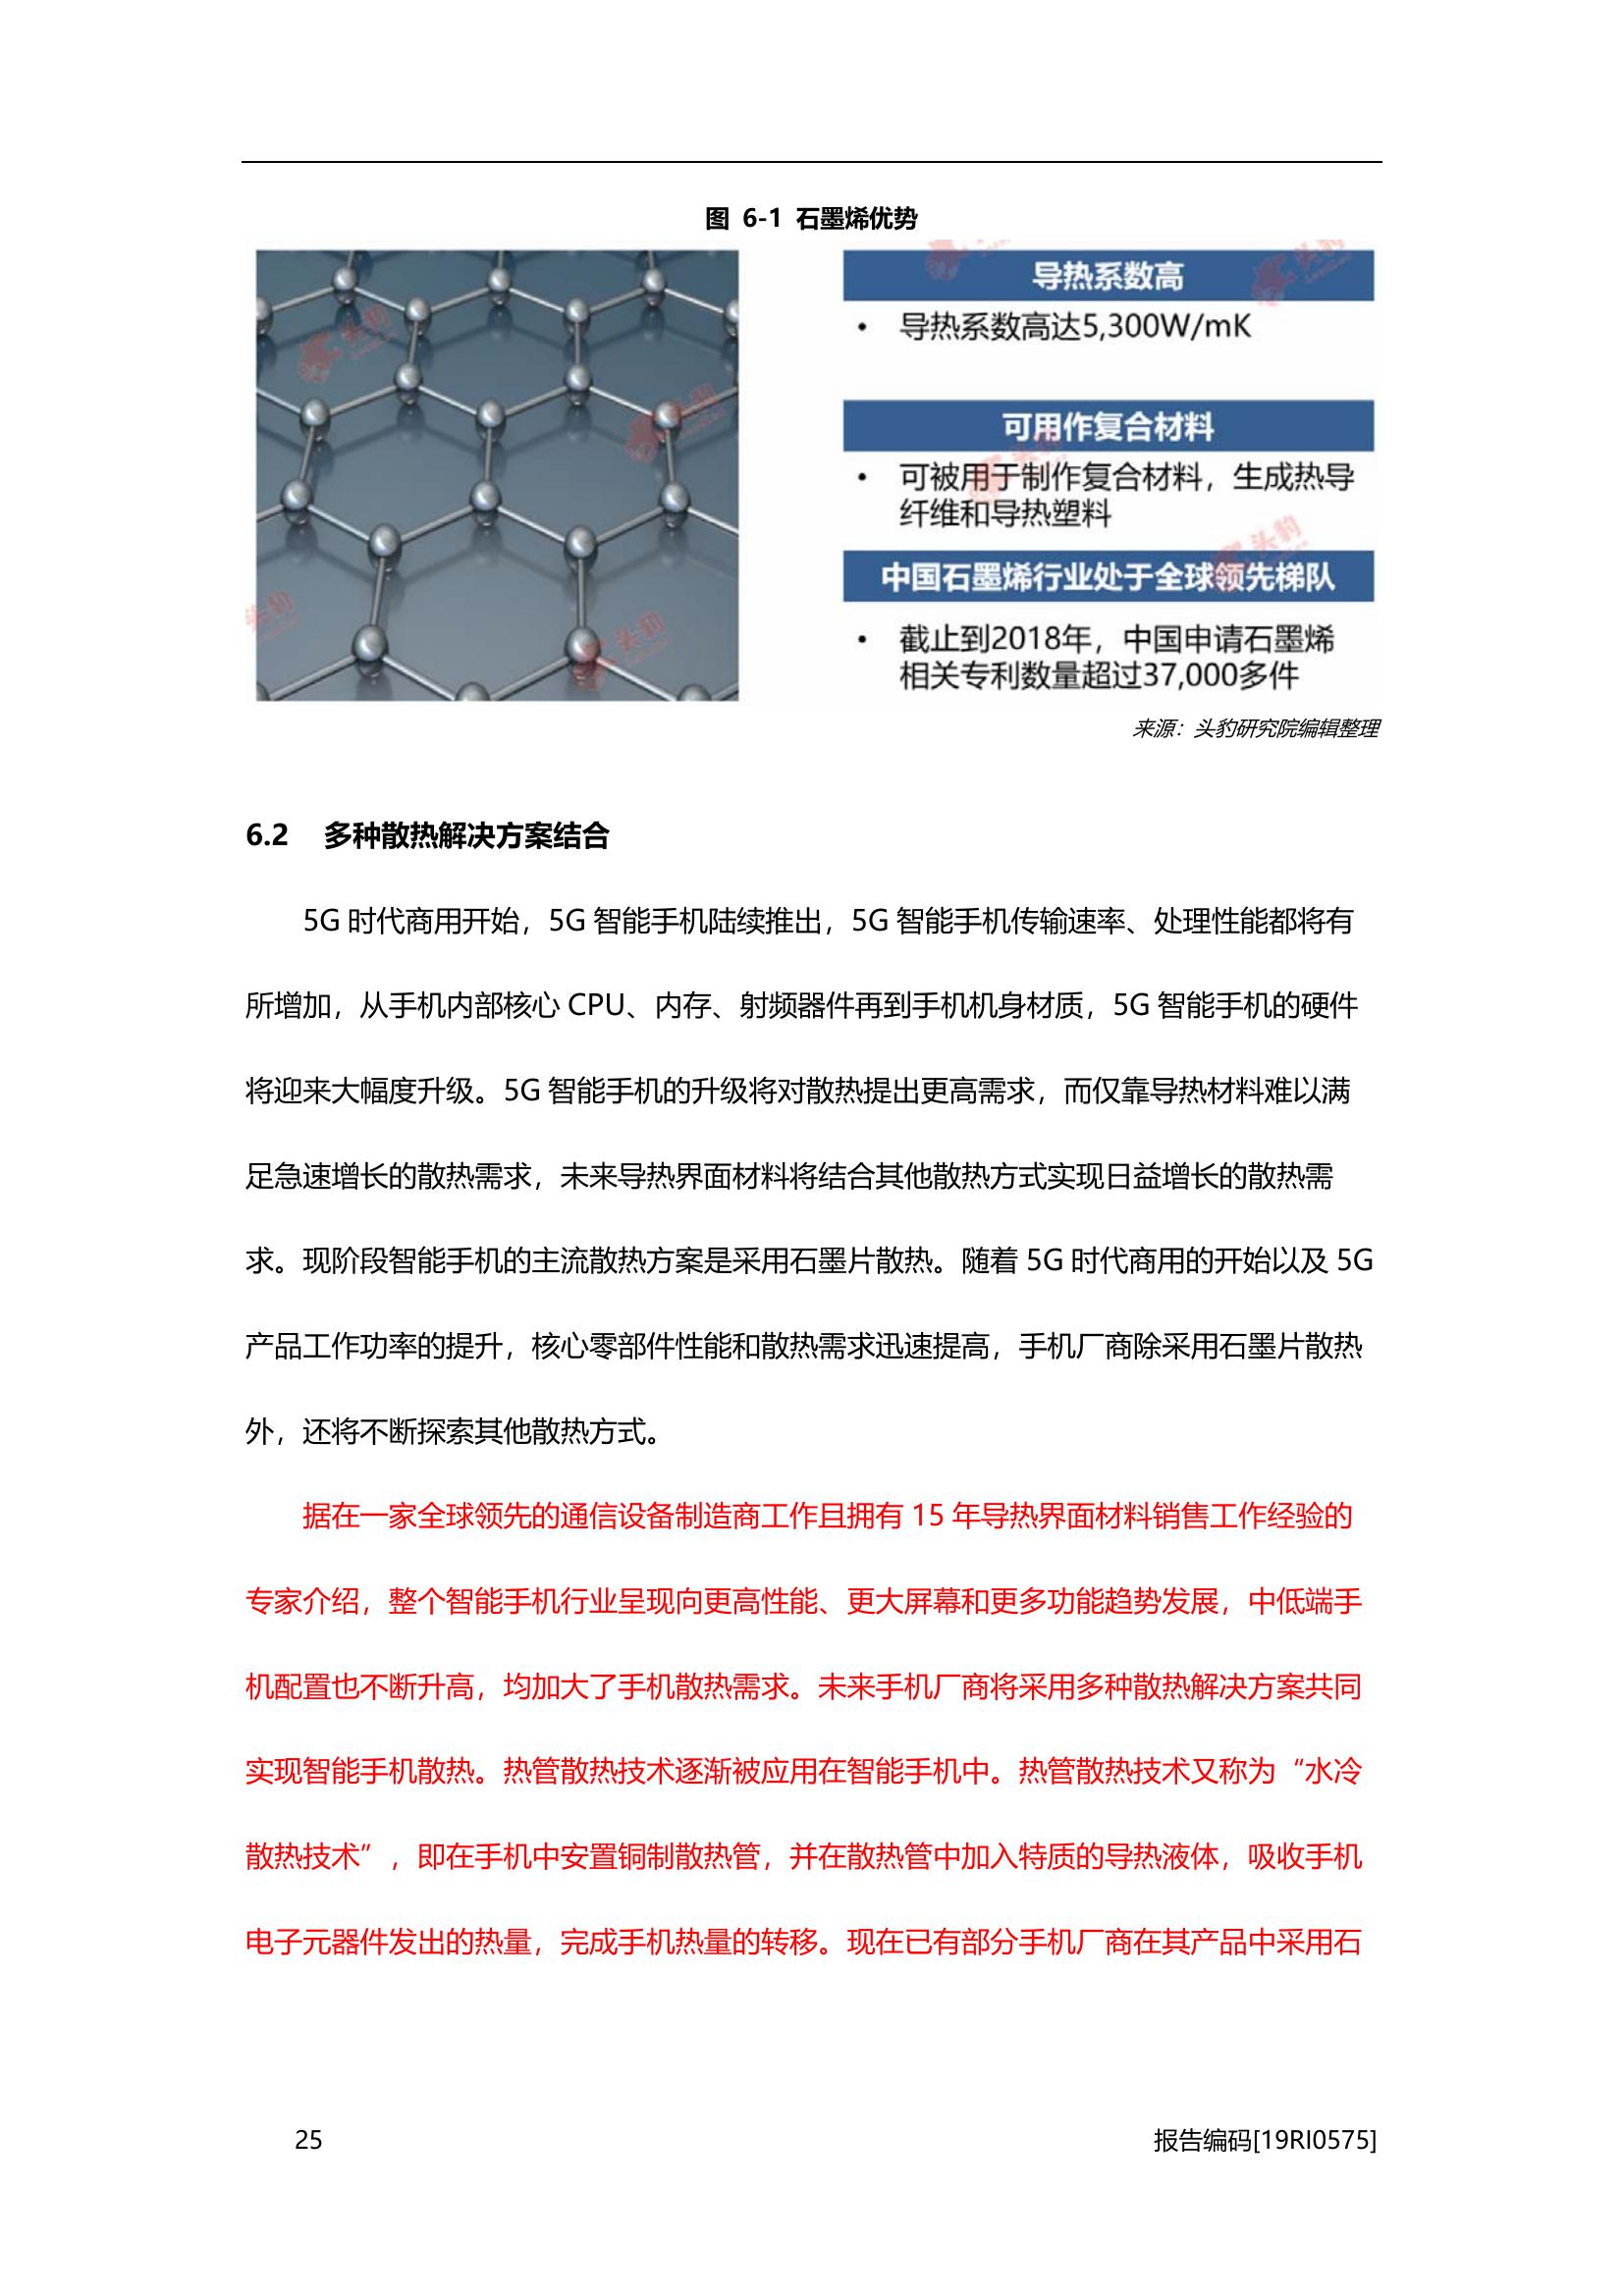 图 6-1 石墨烯优势
导热系数高
• 导热系数高达5,300W/mK
可用作复合材料
• 可被用于制作复合材料，生成热导
纤维和导热塑料
中国石墨烯行业处于全球领先梯队
• 截止到2018年，中国申请石墨烯
相关专利数量超过37,000多件
来源：头豹研究院编辑整理
6.2 多种散热解决方案结合
5G 时代商用开始，5G 智能手机陆续推出，5G 智能手机传输速率、处理性能都将有
所增加，从手机内部核心 CPU、内存、射频器件再到手机机身材质，5G 智能手机的硬件
将迎来大幅度升级。5G 智能手机的升级将对散热提出更高需求，而仅靠导热材料难以满
足急速增长的散热需求，未来导热界面材料将结合其他散热方式实现日益增长的散热需
求。现阶段智能手机的主流散热方案是采用石墨片散热。随着 5G 时代商用的开始以及 5G
产品工作功率的提升，核心零部件性能和散热需求迅速提高，手机厂商除采用石墨片散热
外，还将不断探索其他散热方式。
据在一家全球领先的通信设备制造商工作且拥有 15 年导热界面材料销售工作经验的
专家介绍，整个智能手机行业呈现向更高性能、更大屏幕和更多功能趋势发展，中低端手
机配置也不断升高，均加大了手机散热需求。未来手机厂商将采用多种散热解决方案共同
实现智能手机散热。热管散热技术逐渐被应用在智能手机中。热管散热技术又称为“水冷
散热技术”，即在手机中安置铜制散热管，并在散热管中加入特质的导热液体，吸收手机
电子元器件发出的热量，完成手机热量的转移。现在已有部分手机厂商在其产品中采用石
25
报告编码[19RI0575]
头豹
头豹
头豹
头豹
头豹
头豹
头豹